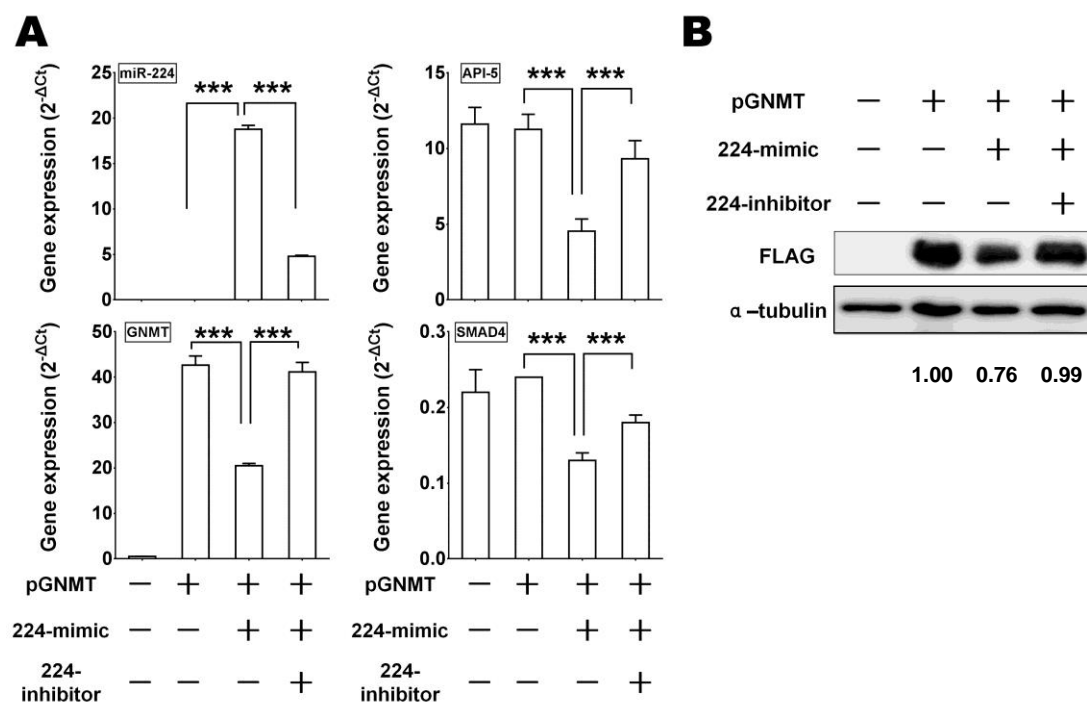 A
B
Gene expression (2-ΔCt)
25
20
15
10
5
0
miR-224
*** ***
Gene expression (2-ΔCt)
15
10
5
0
API-5
*** ***
Gene expression (2-ΔCt)
50
40
30
20
10
0
GNMT
*** ***
Gene expression (2-ΔCt)
0.3
0.2
0.1
0.0
SMAD4
*** ***
pGNMT — + + +
224-mimic — — + +
224-
inhibitor — — — +
pGNMT — + + +
224-mimic — — + +
224-
inhibitor — — — +
pGNMT — + + +
224-mimic — — + +
224-inhibitor — — — +
FLAG
α–tubulin
1.00 0.76 0.99